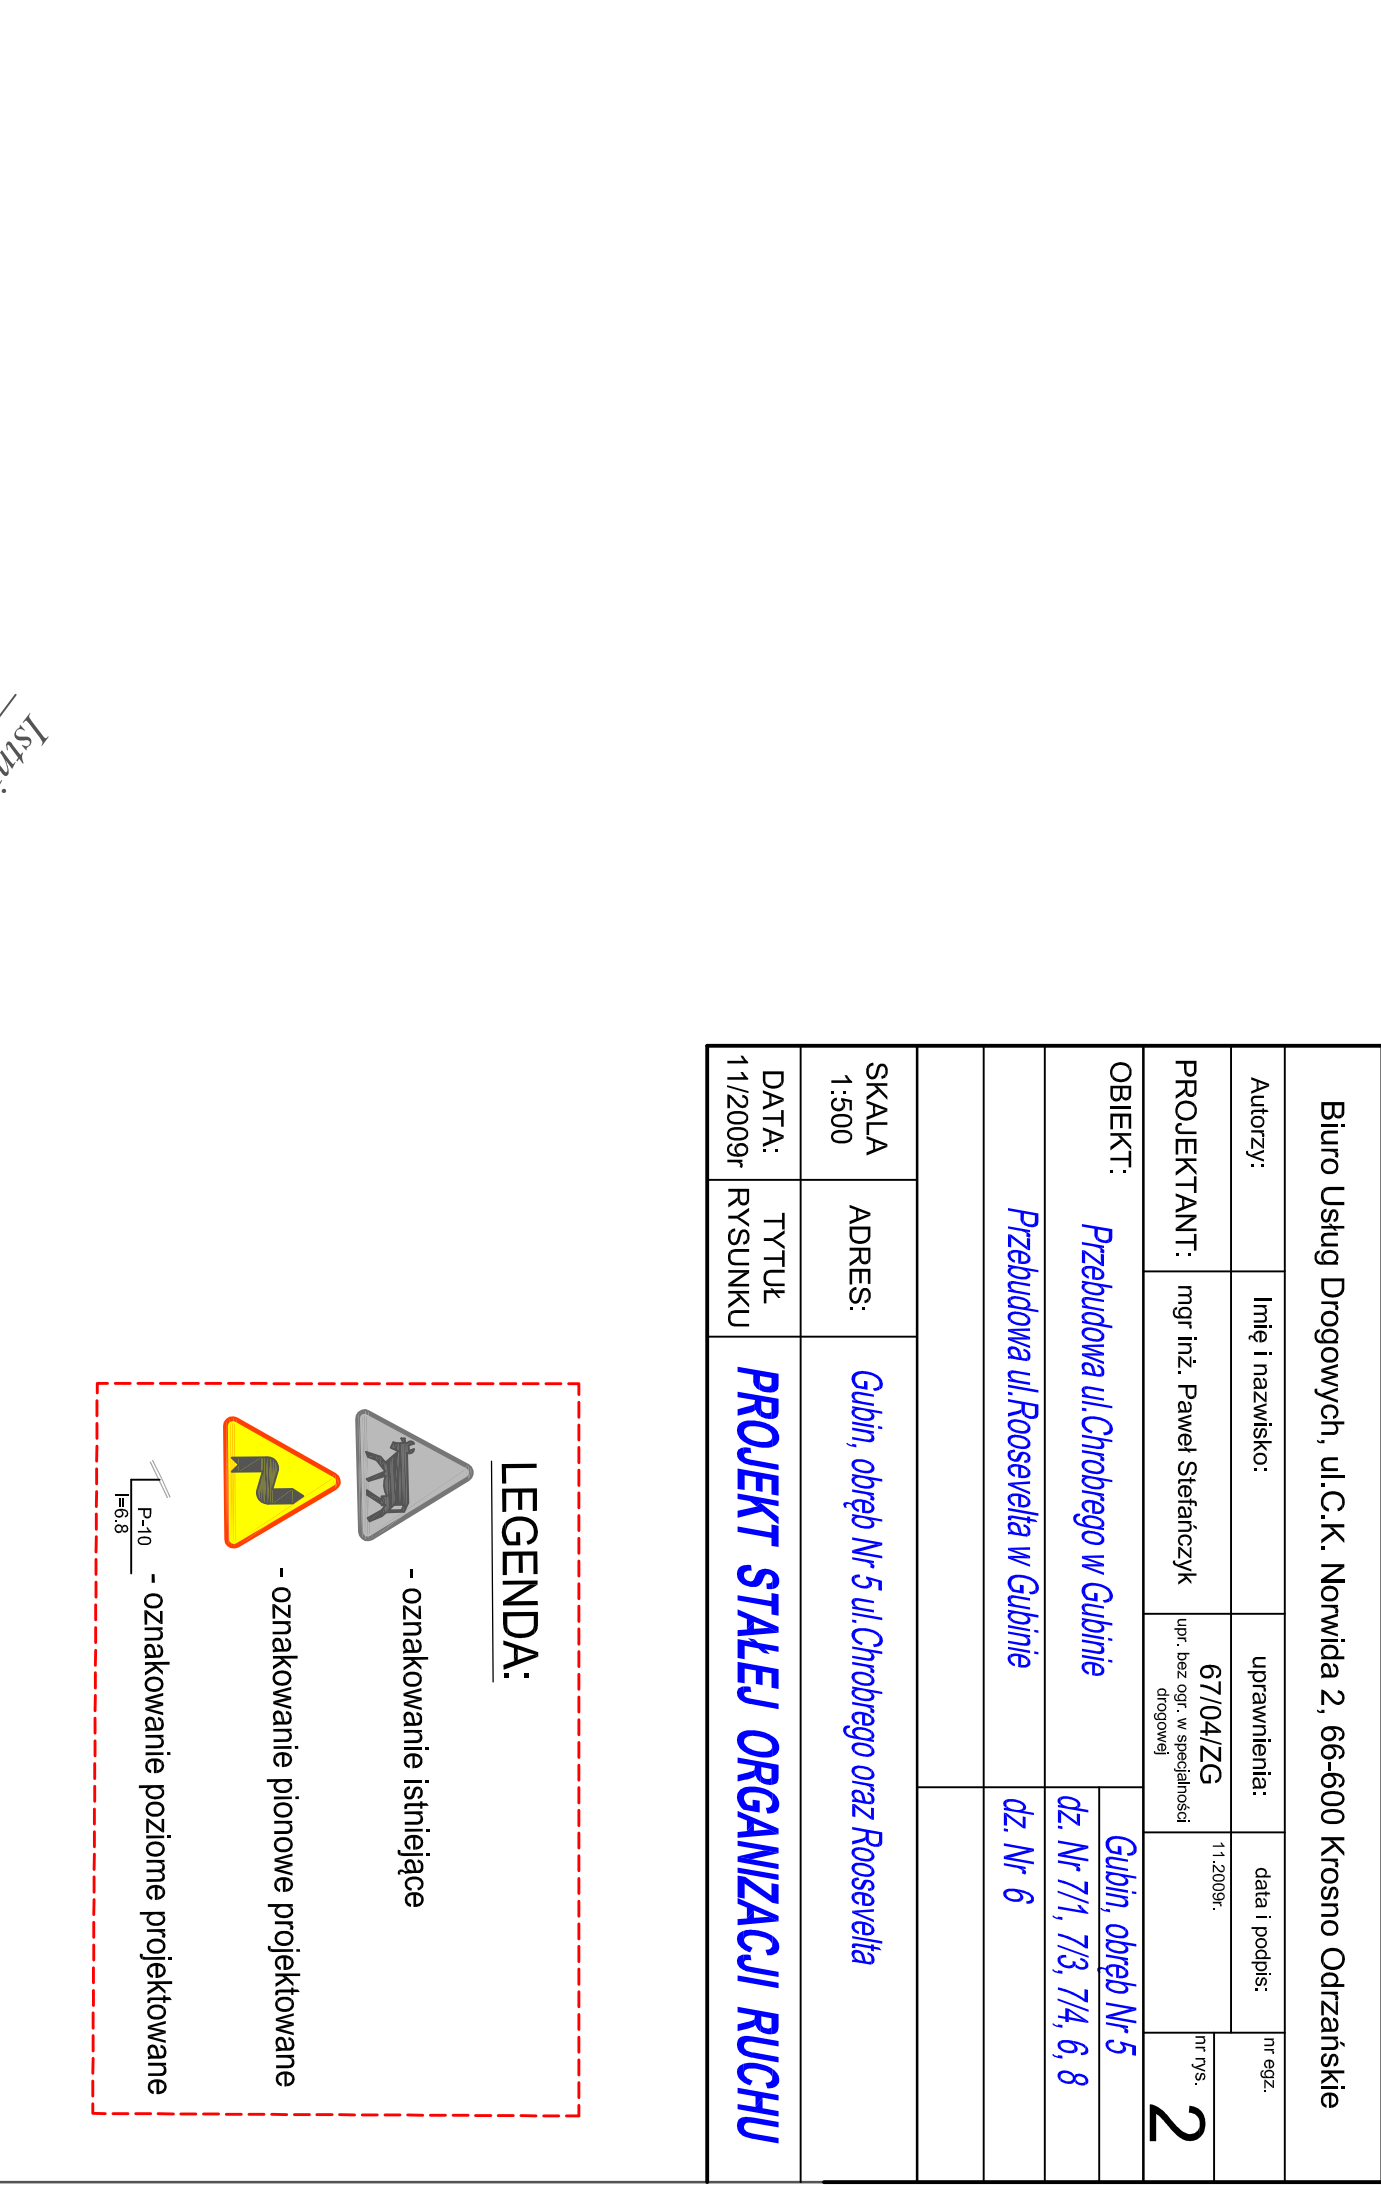 Biuro Usług Drogowych, ul.C.K. Norwida 2, 66-600 Krosno Odrzańskie
Autorzy:
Imię i nazwisko:
uprawnienia:
data i podpis:
nr egz.
PROJEKTANT:
mgr inż. Paweł Stefańczyk
67/04/ZG
upr. bez ogr. w specjalności
drogowej
11.2009r.
nr rys.
2
OBIEKT:
Przebudowa ul.Chrobrego w Gubinie
Gubin, obręb Nr 5
dz. Nr 7/1, 7/3, 7/4, 6, 8
Przebudowa ul.Roosevelta w Gubinie
dz. Nr 6
SKALA
1:500
ADRES:
Gubin, obręb Nr 5 ul.Chrobrego oraz Roosevelta
DATA:
11/2009r
TYTUŁ
RYSUNKU
PROJEKT STAŁEJ ORGANIZACJI RUCHU
LEGENDA:
- oznakowanie istniejące
- oznakowanie pionowe projektowane
P-10
l=6.8
- oznakowanie poziome projektowane
Istn.